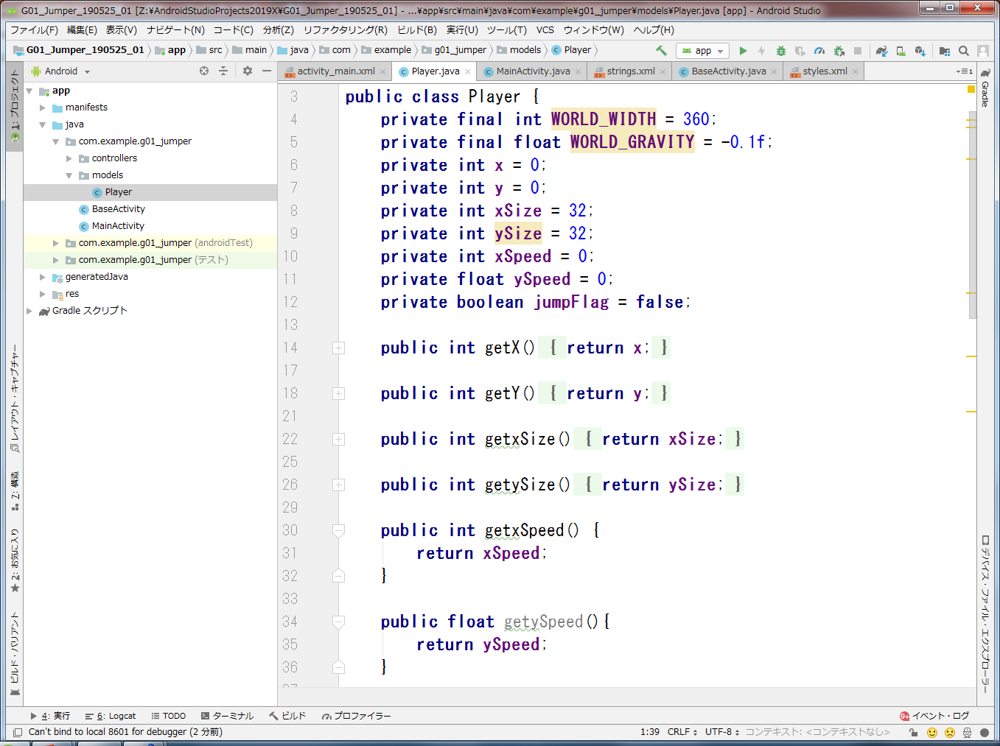 G01_Jumper_190525_01 [Z:¥AndroidStudioProjects2019X¥G01_Jumper_190525_01] - ...¥app¥src¥main¥java¥com¥example¥g01_jumper¥models¥Player.java [app] - Android Studio
ファイル(F) 編集(E) 表示(V) ナビゲート(N) コード(C) 分析(Z) リファクタリング(R) ビルド(B) 実行(U) ツール(T) VCS ウィンドウ(W) ヘルプ(H)
G01_Jumper_190525_01 app src main java com example g01_jumper models Player app
Android
activity_main.xml Player.java MainActivity.java strings.xml BaseActivity.java styles.xml 1
1: プロジェクト
レイアウト・キャプチャー
Z: 構造
2: お気に入り
ビルド・バリアント
app
manifests
java
com.example.g01_jumper
controllers
models
Player
BaseActivity
MainActivity
com.example.g01_jumper (androidTest)
com.example.g01_jumper (テスト)
generatedJava
res
Gradle スクリプト
3 public class Player {
4 private final int WORLD_WIDTH = 360;
5 private final float WORLD_GRAVITY = -0.1f;
6 private int x = 0;
7 private int y = 0;
8 private int xSize = 32;
9 private int ySize = 32;
10 private int xSpeed = 0;
11 private float ySpeed = 0;
12 private boolean jumpFlag = false;
13
14 public int getX() { return x; }
17
18 public int getY() { return y; }
21
22 public int getxSize() { return xSize; }
25
26 public int getySize() { return ySize; }
29
30 public int getxSpeed() {
31 return xSpeed;
32 }
33
34 public float getySpeed(){
35 return ySpeed;
36 }
37
Gradle
デバイス・ファイル・エクスプローラー
4: 実行 6: Logcat TODO ターミナル ビルド プロファイラー 9+ イベント・ログ
Can't bind to local 8601 for debugger (2 分前) 1:39 CRLF UTF-8 コンテキスト: <コンテキストなし>